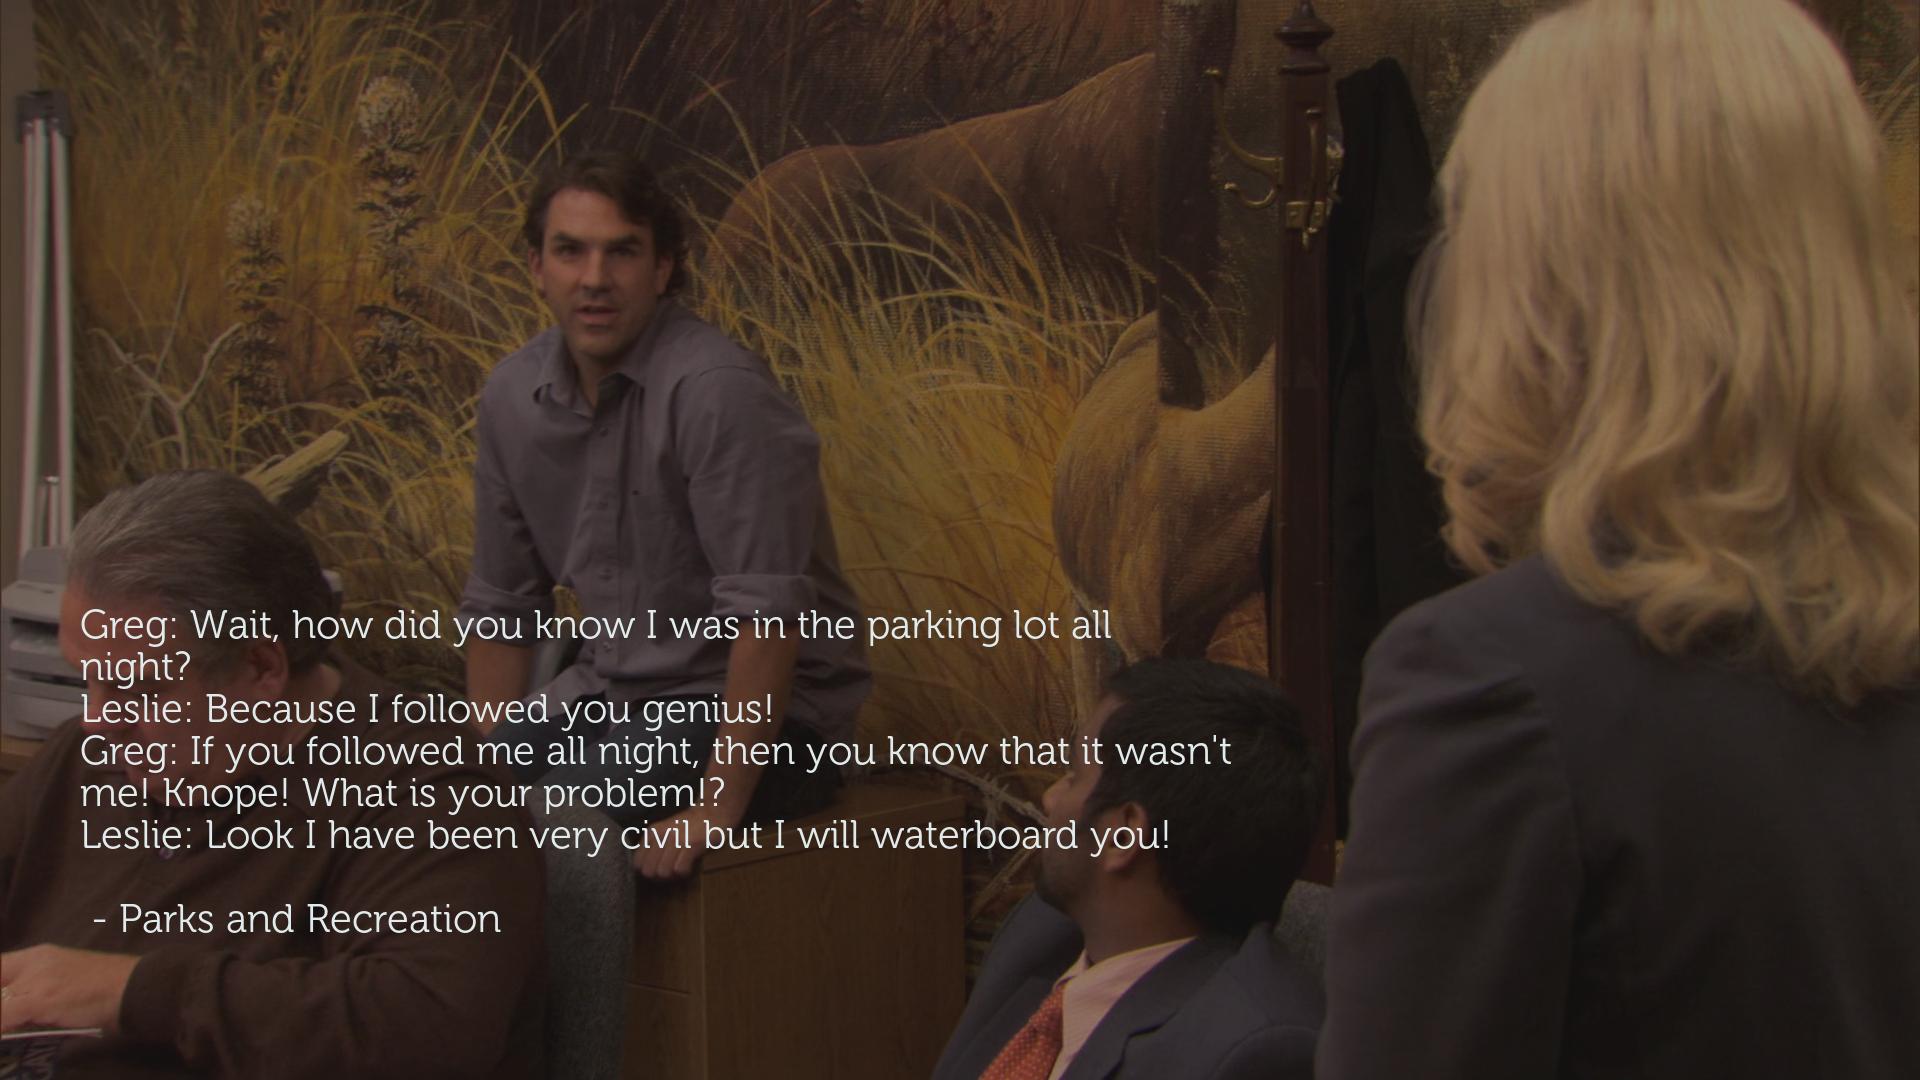 Greg: Wait, how did you know I was in the parking lot all
night?
Leslie: Because I followed you genius!
Greg: If you followed me all night, then you know that it wasn't
me! Knope! What is your problem!?
Leslie: Look I have been very civil but I will waterboard you!
- Parks and Recreation